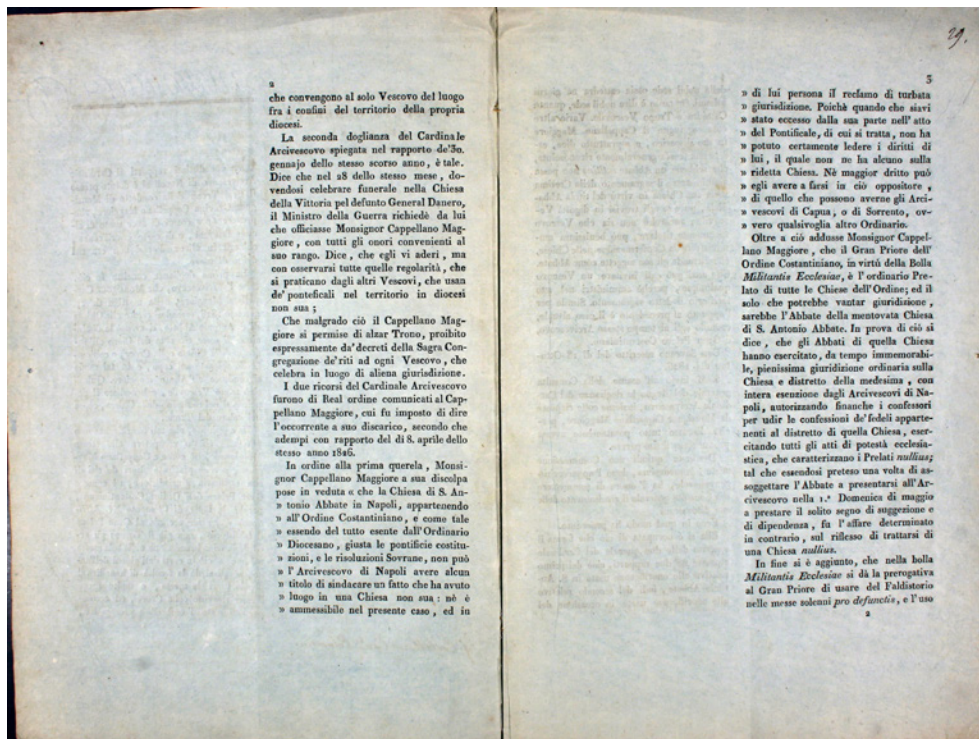 2
che convengono al solo Vescovo del luogo
fra i confini del territorio della propria
diocesi.
La seconda doglianza del Cardinale
Arcivescovo spiegata nel rapporto de'30.
gennajo dello stesso scorso anno, è tale.
Dice che nel 28 dello stesso mese, do-
vendosi celebrare funerale nella Chiesa
della Vittoria pel defunto General Danero,
il Ministro della Guerra richiedè da lui
che officiasse Monsignor Cappellano Mag-
giore, con tutti gli onori convenienti al
suo rango. Dice, che egli vi aderì, ma
con osservarsi tutte quelle regolarità, che
si praticano dagli altri Vescovi, che usan
de' ponteficali nel territorio in diocesi
non sua;
Che malgrado ciò il Cappellano Mag-
giore si permise di alzar Trono, proibito
espressamente da' decreti della Sagra Con-
gregazione de' riti ad ogni Vescovo, che
celebra in luogo di aliena giurisdizione.
I due ricorsi del Cardinale Arcivescovo
furono di Real ordine comunicati al Cap-
pellano Maggiore, cui fu imposto di dire
l'occorrente a suo discarico, secondo che
adempì con rapporto del dì 8. aprile dello
stesso anno 1826.
In ordine alla prima querela, Monsi-
gnor Cappellano Maggiore a sua discolpa
pose in veduta « che la Chiesa di S. An-
» tonio Abbate in Napoli, appartenendo
» all'Ordine Costantiniano, e come tale
» essendo del tutto esente dall'Ordinario
» Diocesano, giusta le pontificie costitu-
» zioni, e le risoluzioni Sovrane, non può
» l'Arcivescovo di Napoli avere alcun
» titolo di sindacare un fatto che ha avuto
» luogo in una Chiesa non sua: nè è
» ammessibile nel presente caso, ed in
29.
3
» di lui persona il reclamo di turbata
» giurisdizione. Poichè quando che siavi
» stato eccesso dalla sua parte nell'atto
» del Pontificale, di cui si tratta, non ha
» potuto certamente ledere i diritti di
» lui, il quale non ne ha alcuno sulla
» ridetta Chiesa. Nè maggior dritto può
» egli avere a farsi in ciò oppositore,
» di quello che possono averne gli Arci-
» vescovi di Capua, o di Sorrento, ov-
» vero qualsivoglia altro Ordinario.
Oltre a ciò addusse Monsignor Cappel-
lano Maggiore, che il Gran Priore dell'
Ordine Costantiniano, in virtù della Bolla
Militantis Ecclesiae, è l'ordinario Pre-
lato di tutte le Chiese dell'Ordine; ed il
solo che potrebbe vantar giuridizione,
sarebbe l'Abbate della mentovata Chiesa
di S. Antonio Abbate. In prova di ciò si
dice, che gli Abbati di quella Chiesa
hanno esercitato, da tempo immemorabi-
le, pienissima giuridizione ordinaria sulla
Chiesa e distretto della medesima, con
intera esenzione dagli Arcivescovi di Na-
poli, autorizzando finanche i confessori
per udir le confessioni de' fedeli apparte-
nenti al distretto di quella Chiesa, eser-
citando tutti gli atti di potestà ecclesia-
stica, che caratterizzano i Prelati nullius;
tal che essendosi preteso una volta di as-
soggettare l'Abbate a presentarsi all'Ar-
civescovo nella 1.ª Domenica di maggio
a prestare il solito segno di suggezione e
di dipendenza, fu l'affare determinato
in contrario, sul riflesso di trattarsi di
una Chiesa nullius.
In fine si è aggiunto, che nella bolla
Militantis Ecclesiae si dà la prerogativa
al Gran Priore di usare del Faldistorio
nelle messe solenni pro defunctis, e l'uso
2